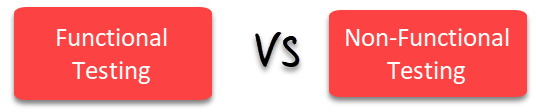 Functional
Testing
VS
Non-Functional
Testing